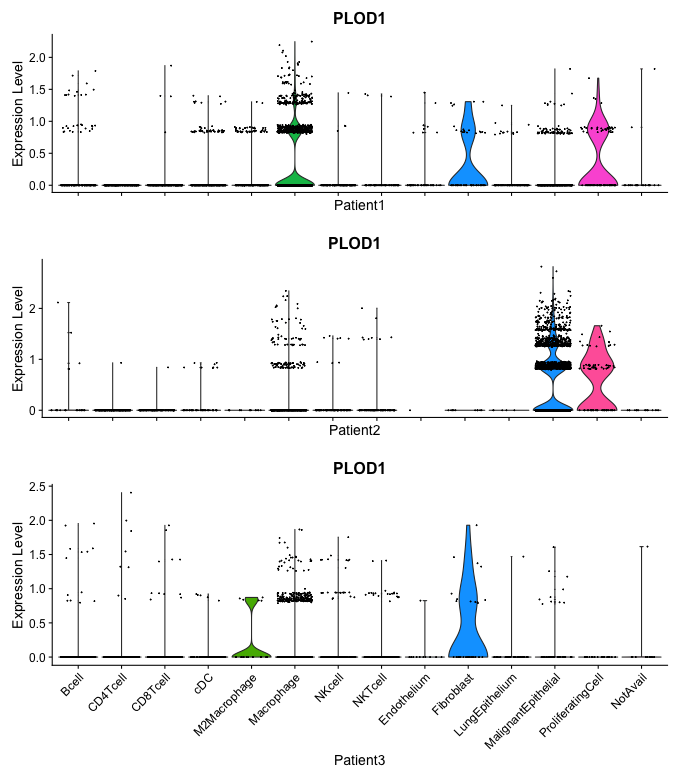 PLOD1
Expression Level
2.0
1.5
1.0
0.5
0.0
Patient1
PLOD1
Expression Level
2
1
0
Patient2
PLOD1
Expression Level
2.5
2.0
1.5
1.0
0.5
0.0
Bcell
CD4Tcell
CD8Tcell
cDC
M2Macrophage
Macrophage
NKcell
NKTcell
Endothelium
Fibroblast
LungEpithelium
MalignantEpithelial
ProliferatingCell
NotAvail
Patient3